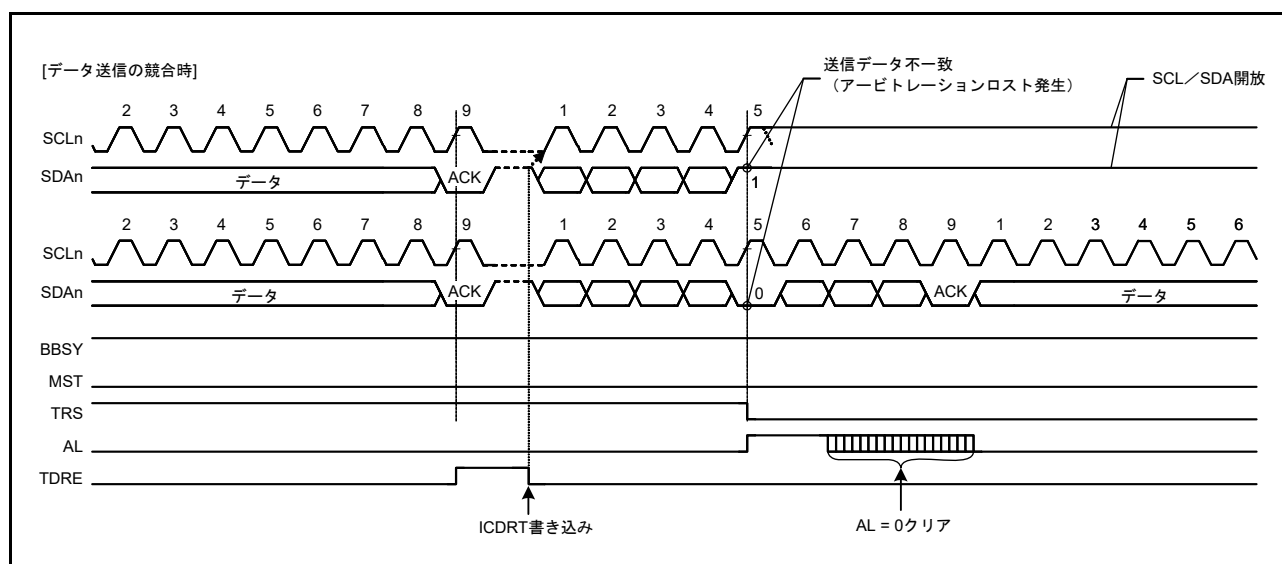 [データ送信の競合時]
送信データ不一致
（アービトレーションロスト発生）
SCL／SDA開放
2 3 4 5 6 7 8 9 1 2 3 4 5
SCLn
SDAn データ ACK 1
2 3 4 5 6 7 8 9 1 2 3 4 5 6 7 8 9 1 2 3 4 5 6
SCLn
SDAn データ ACK 0 ACK データ
BBSY
MST
TRS
AL
TDRE
ICDRT書き込み
AL = 0クリア